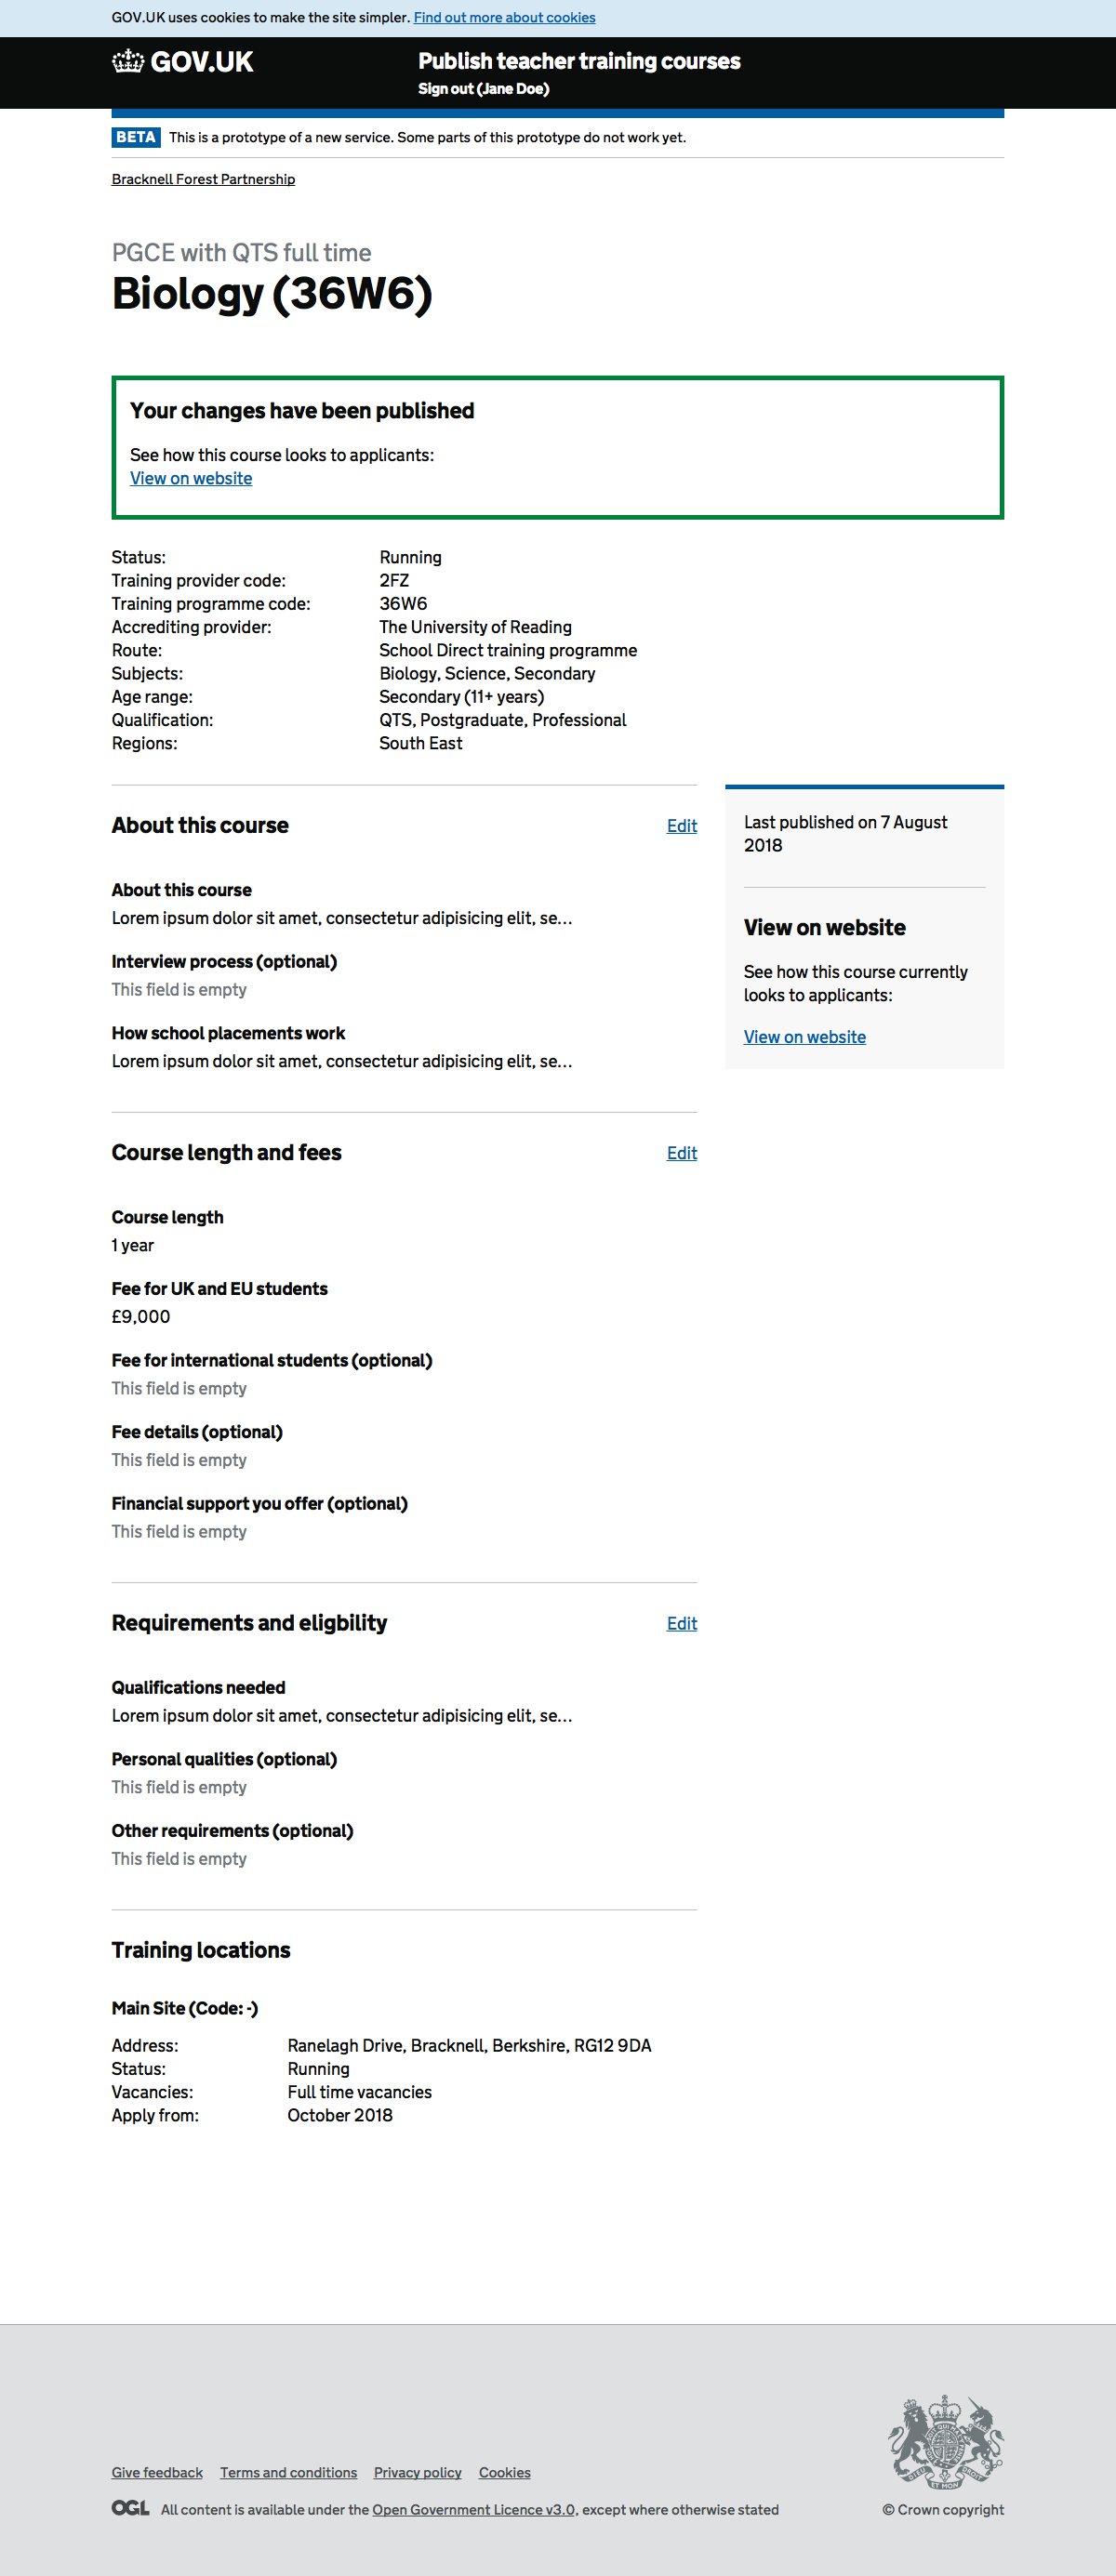 GOV.UK uses cookies to make the site simpler. Find out more about cookies
GOV.UK
Publish teacher training courses
Sign out (Jane Doe)
BETA This is a prototype of a new service. Some parts of this prototype do not work yet.
Bracknell Forest Partnership
PGCE with QTS full time
Biology (36W6)
Your changes have been published
See how this course looks to applicants:
View on website
Status: Running
Training provider code: 2FZ
Training programme code: 36W6
Accrediting provider: The University of Reading
Route: School Direct training programme
Subjects: Biology, Science, Secondary
Age range: Secondary (11+ years)
Qualification: QTS, Postgraduate, Professional
Regions: South East
About this course Edit
About this course
Lorem ipsum dolor sit amet, consectetur adipisicing elit, se...
Interview process (optional)
This field is empty
How school placements work
Lorem ipsum dolor sit amet, consectetur adipisicing elit, se...
Last published on 7 August
2018
View on website
See how this course currently
looks to applicants:
View on website
Course length and fees Edit
Course length
1 year
Fee for UK and EU students
£9,000
Fee for international students (optional)
This field is empty
Fee details (optional)
This field is empty
Financial support you offer (optional)
This field is empty
Requirements and eligbility Edit
Qualifications needed
Lorem ipsum dolor sit amet, consectetur adipisicing elit, se...
Personal qualities (optional)
This field is empty
Other requirements (optional)
This field is empty
Training locations
Main Site (Code: -)
Address: Ranelagh Drive, Bracknell, Berkshire, RG12 9DA
Status: Running
Vacancies: Full time vacancies
Apply from: October 2018
Give feedback Terms and conditions Privacy policy Cookies
OGL All content is available under the Open Government Licence v3.0, except where otherwise stated
© Crown copyright